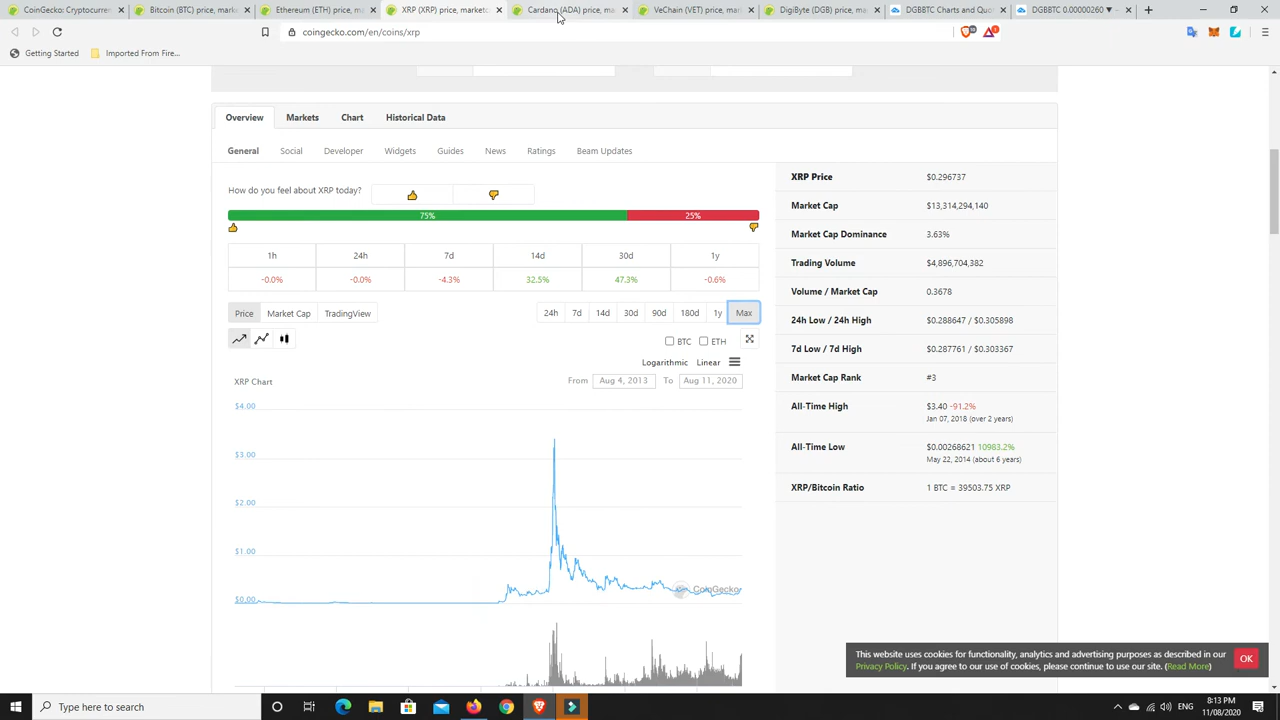 CoinGecko: Cryptocurren
Bitcoin (BTC) price, market
Ethereum (ETH) price, mark
XRP (XRP) price, marketc
Cardano (ADA) price, ma
VeChain (VET) price, mar
DigiByte (DGB) price, ma
DGBBTC Charts and Quo
DGBBTC 0.00000260
coingecko.com/en/coins/xrp
Getting Started
Imported From Fire...
Overview
Markets
Chart
Historical Data
General
Social
Developer
Widgets
Guides
News
Ratings
Beam Updates
How do you feel about XRP today?
75%
25%
1h 24h 7d 14d 30d 1y
-0.0% -0.0% -4.3% 32.5% 47.3% -0.6%
Price
Market Cap
TradingView
24h 7d 14d 30d 90d 180d 1y Max
BTC ETH
Logarithmic Linear
XRP Chart
From Aug 4, 2013 To Aug 11, 2020
$4.00
$3.00
$2.00
$1.00
$0.00
CoinGecko
XRP Price $0.296737
Market Cap $13,314,294,140
Market Cap Dominance 3.63%
Trading Volume $4,896,704,382
Volume / Market Cap 0.3678
24h Low / 24h High $0.288647 / $0.305898
7d Low / 7d High $0.287761 / $0.303367
Market Cap Rank #3
All-Time High $3.40 -91.2%
Jan 07, 2018 (over 2 years)
All-Time Low $0.00268621 10983.2%
May 22, 2014 (about 6 years)
XRP/Bitcoin Ratio 1 BTC = 39503.75 XRP
This website uses cookies for functionality, analytics and advertising purposes as described in our
Privacy Policy. If you agree to our use of cookies, please continue to use our site. (Read More)
OK
Type here to search
ENG
8:13 PM
11/08/2020